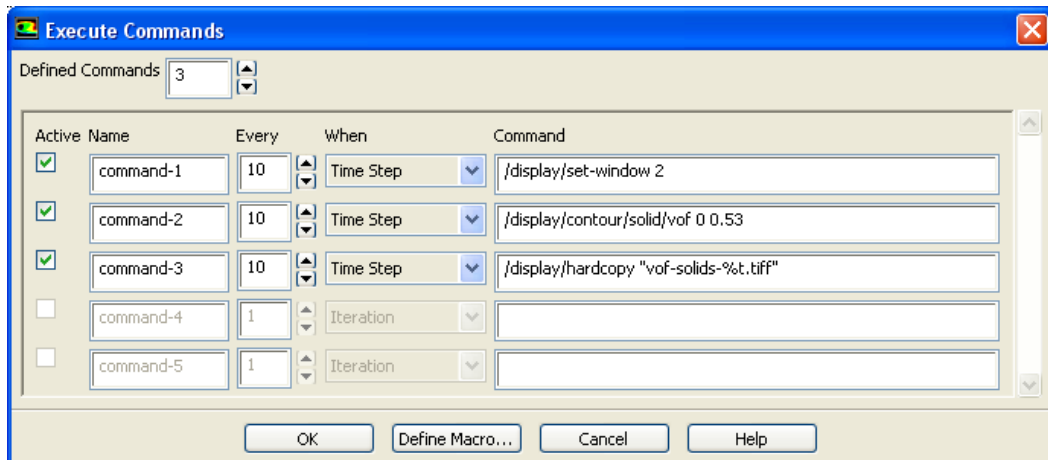 Execute Commands
Defined Commands 3
Active Name Every When Command
command-1 10 Time Step /display/set-window 2
command-2 10 Time Step /display/contour/solid/vof 0 0.53
command-3 10 Time Step /display/hardcopy "vof-solids-%t.tiff"
command-4 1 Iteration
command-5 1 Iteration
OK Define Macro... Cancel Help